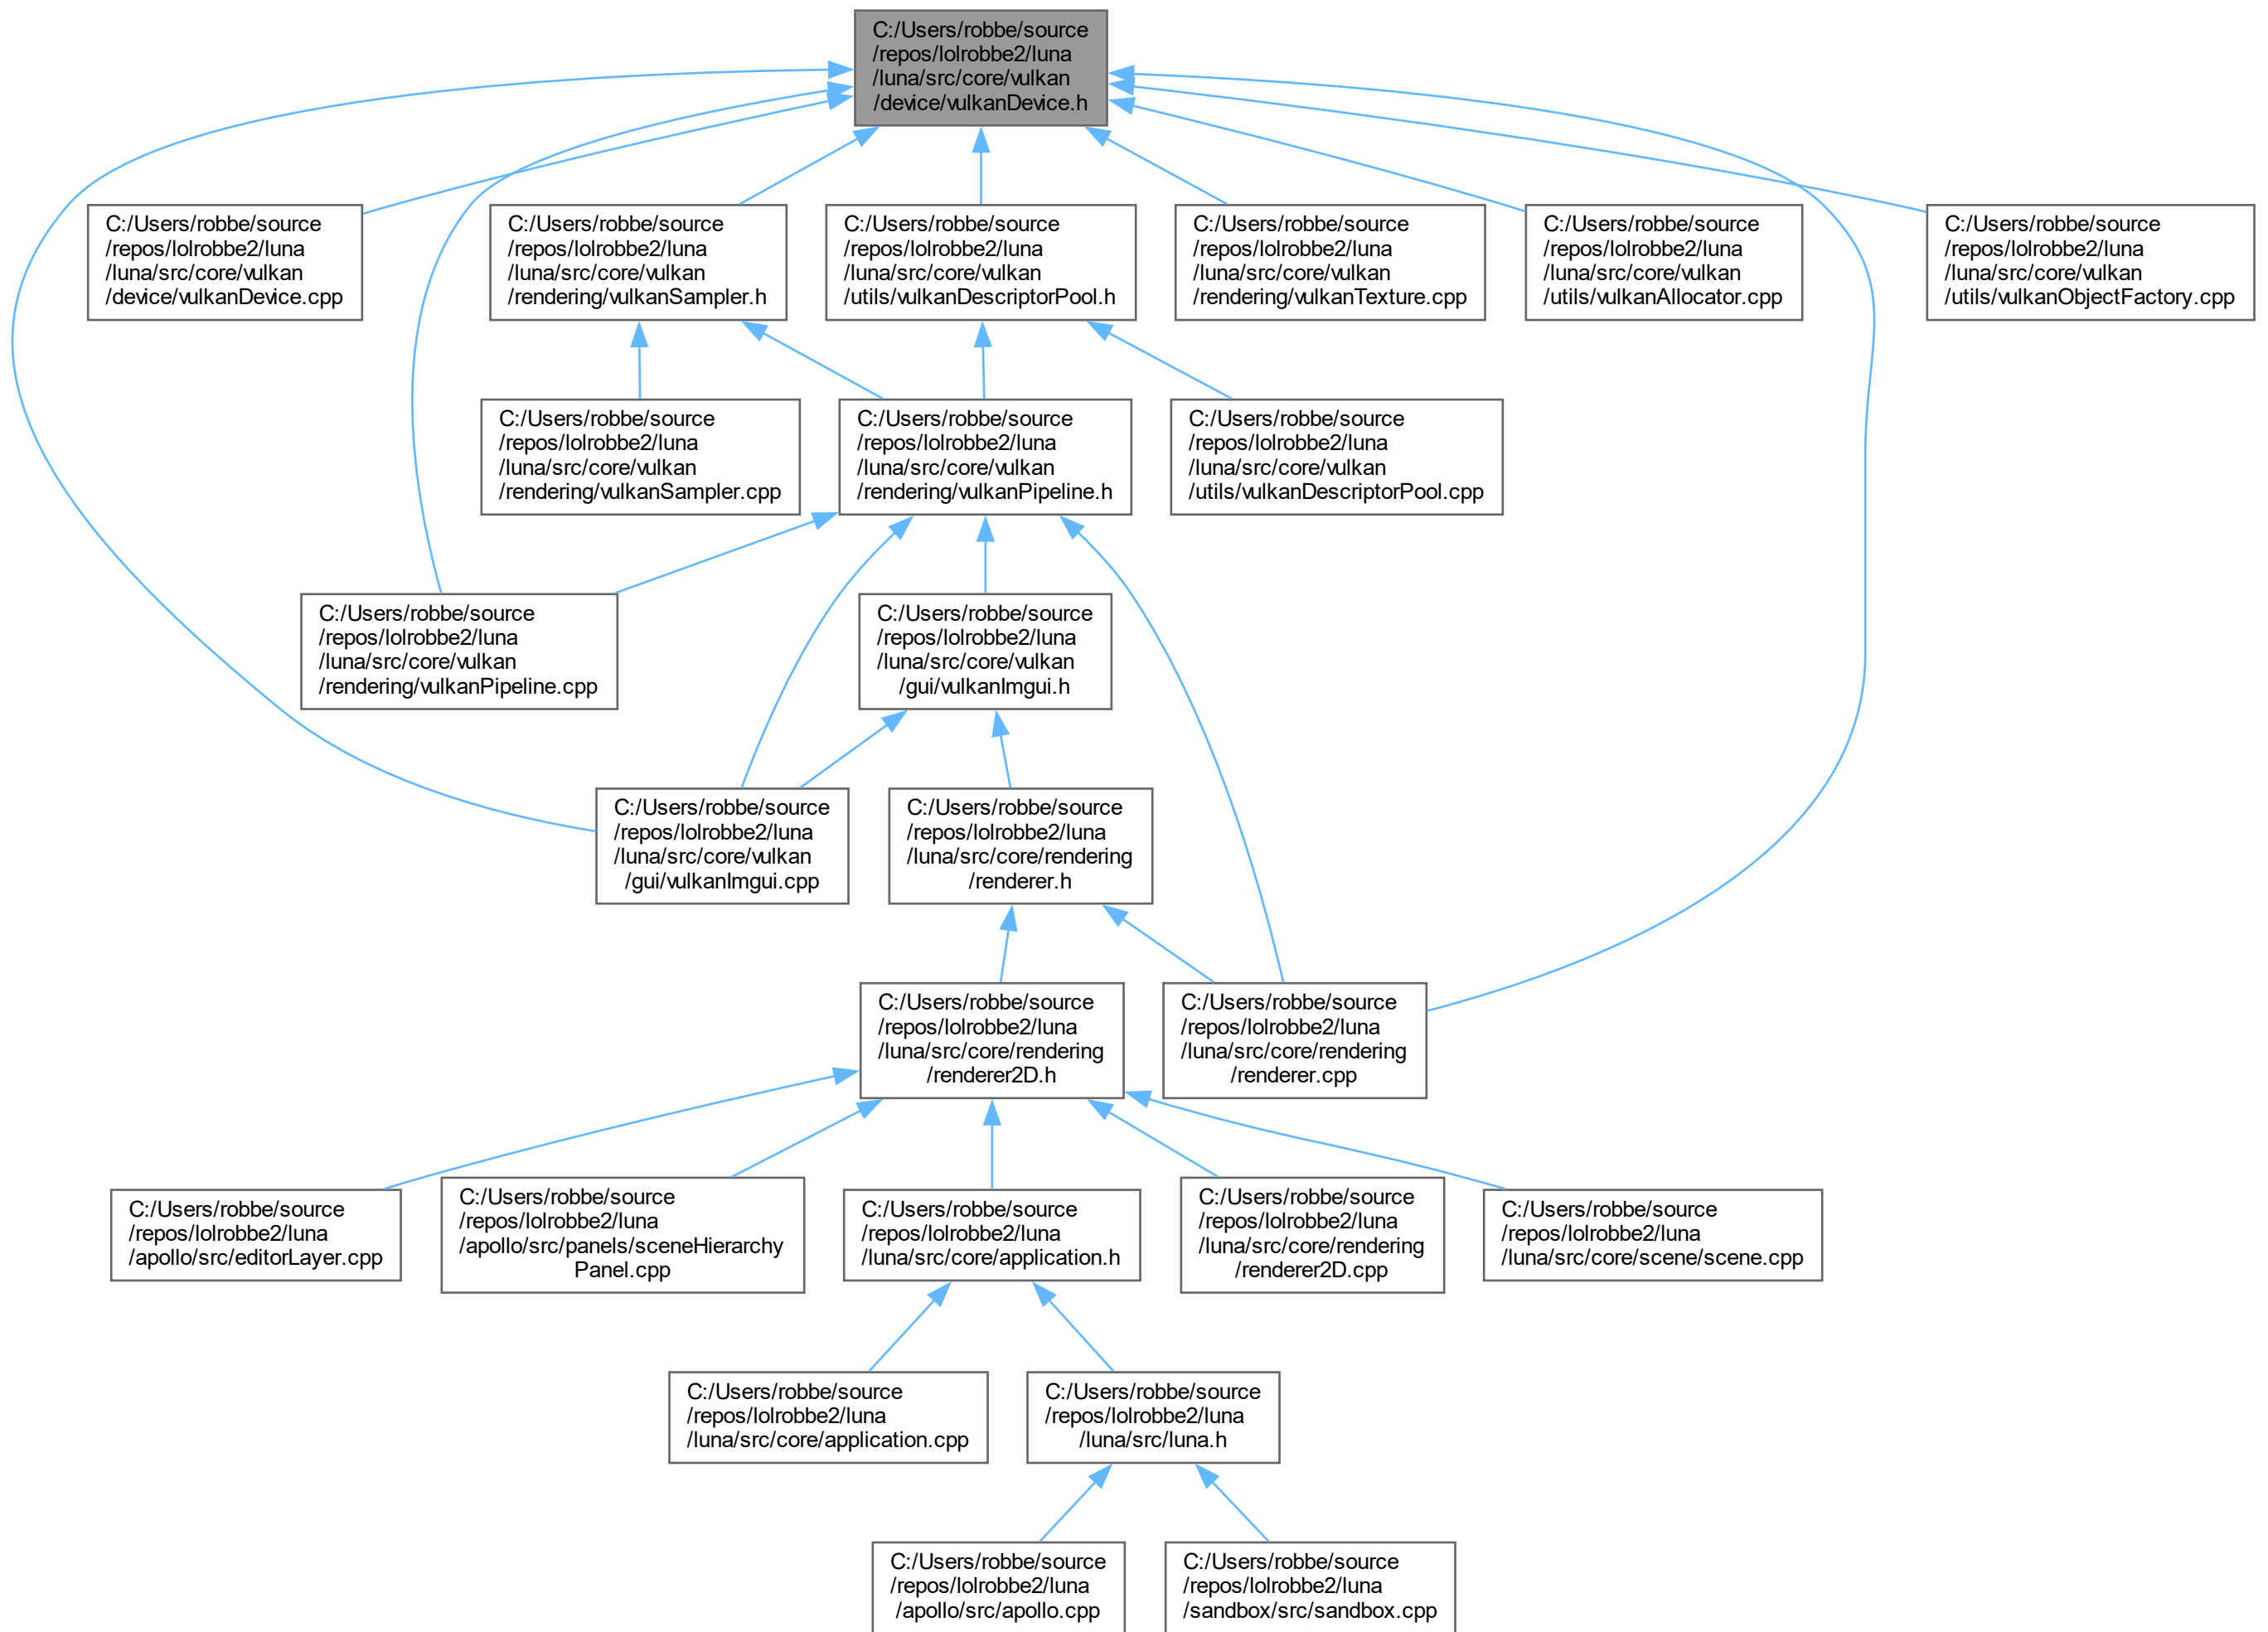 C:/Users/robbe/source
/repos/lolrobbe2/luna
/luna/src/core/vulkan
/device/vulkanDevice.h
C:/Users/robbe/source
/repos/lolrobbe2/luna
/luna/src/core/vulkan
/device/vulkanDevice.cpp
C:/Users/robbe/source
/repos/lolrobbe2/luna
/luna/src/core/vulkan
/rendering/vulkanSampler.h
C:/Users/robbe/source
/repos/lolrobbe2/luna
/luna/src/core/vulkan
/utils/vulkanDescriptorPool.h
C:/Users/robbe/source
/repos/lolrobbe2/luna
/luna/src/core/vulkan
/rendering/vulkanTexture.cpp
C:/Users/robbe/source
/repos/lolrobbe2/luna
/luna/src/core/vulkan
/utils/vulkanAllocator.cpp
C:/Users/robbe/source
/repos/lolrobbe2/luna
/luna/src/core/vulkan
/utils/vulkanObjectFactory.cpp
C:/Users/robbe/source
/repos/lolrobbe2/luna
/luna/src/core/vulkan
/rendering/vulkanSampler.cpp
C:/Users/robbe/source
/repos/lolrobbe2/luna
/luna/src/core/vulkan
/rendering/vulkanPipeline.h
C:/Users/robbe/source
/repos/lolrobbe2/luna
/luna/src/core/vulkan
/utils/vulkanDescriptorPool.cpp
C:/Users/robbe/source
/repos/lolrobbe2/luna
/luna/src/core/vulkan
/rendering/vulkanPipeline.cpp
C:/Users/robbe/source
/repos/lolrobbe2/luna
/luna/src/core/vulkan
/gui/vulkanImgui.h
C:/Users/robbe/source
/repos/lolrobbe2/luna
/luna/src/core/vulkan
/gui/vulkanImgui.cpp
C:/Users/robbe/source
/repos/lolrobbe2/luna
/luna/src/core/rendering
/renderer.h
C:/Users/robbe/source
/repos/lolrobbe2/luna
/luna/src/core/rendering
/renderer2D.h
C:/Users/robbe/source
/repos/lolrobbe2/luna
/luna/src/core/rendering
/renderer.cpp
C:/Users/robbe/source
/repos/lolrobbe2/luna
/apollo/src/editorLayer.cpp
C:/Users/robbe/source
/repos/lolrobbe2/luna
/apollo/src/panels/sceneHierarchy
Panel.cpp
C:/Users/robbe/source
/repos/lolrobbe2/luna
/luna/src/core/application.h
C:/Users/robbe/source
/repos/lolrobbe2/luna
/luna/src/core/rendering
/renderer2D.cpp
C:/Users/robbe/source
/repos/lolrobbe2/luna
/luna/src/core/scene/scene.cpp
C:/Users/robbe/source
/repos/lolrobbe2/luna
/luna/src/core/application.cpp
C:/Users/robbe/source
/repos/lolrobbe2/luna
/luna/src/luna.h
C:/Users/robbe/source
/repos/lolrobbe2/luna
/apollo/src/apollo.cpp
C:/Users/robbe/source
/repos/lolrobbe2/luna
/sandbox/src/sandbox.cpp